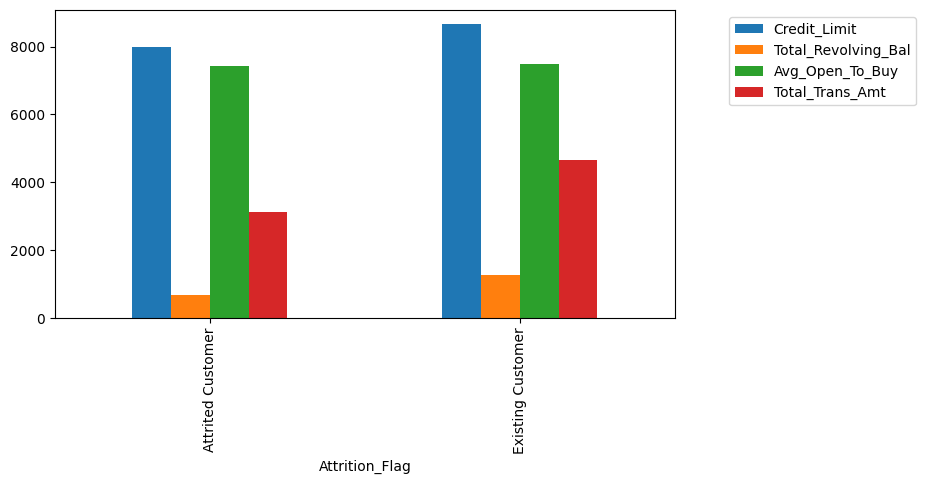 8000
6000
4000
2000
0
Attrited Customer
Existing Customer
Attrition_Flag
Credit_Limit
Total_Revolving_Bal
Avg_Open_To_Buy
Total_Trans_Amt